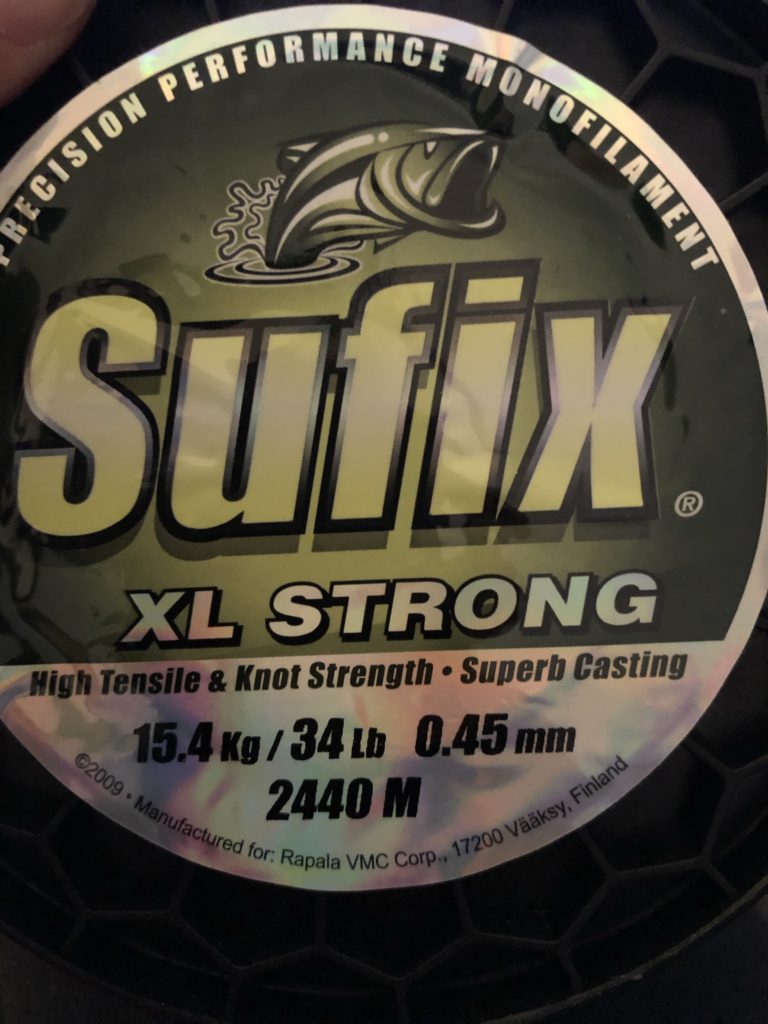 PRECISION PERFORMANCE MONOFILAMENT
Sufix®
XL STRONG
High Tensile & Knot Strength • Superb Casting
15.4 Kg / 34 Lb 0.45 mm
2440 M
©2009 • Manufactured for: Rapala VMC Corp., 17200 Vääksy, Finland